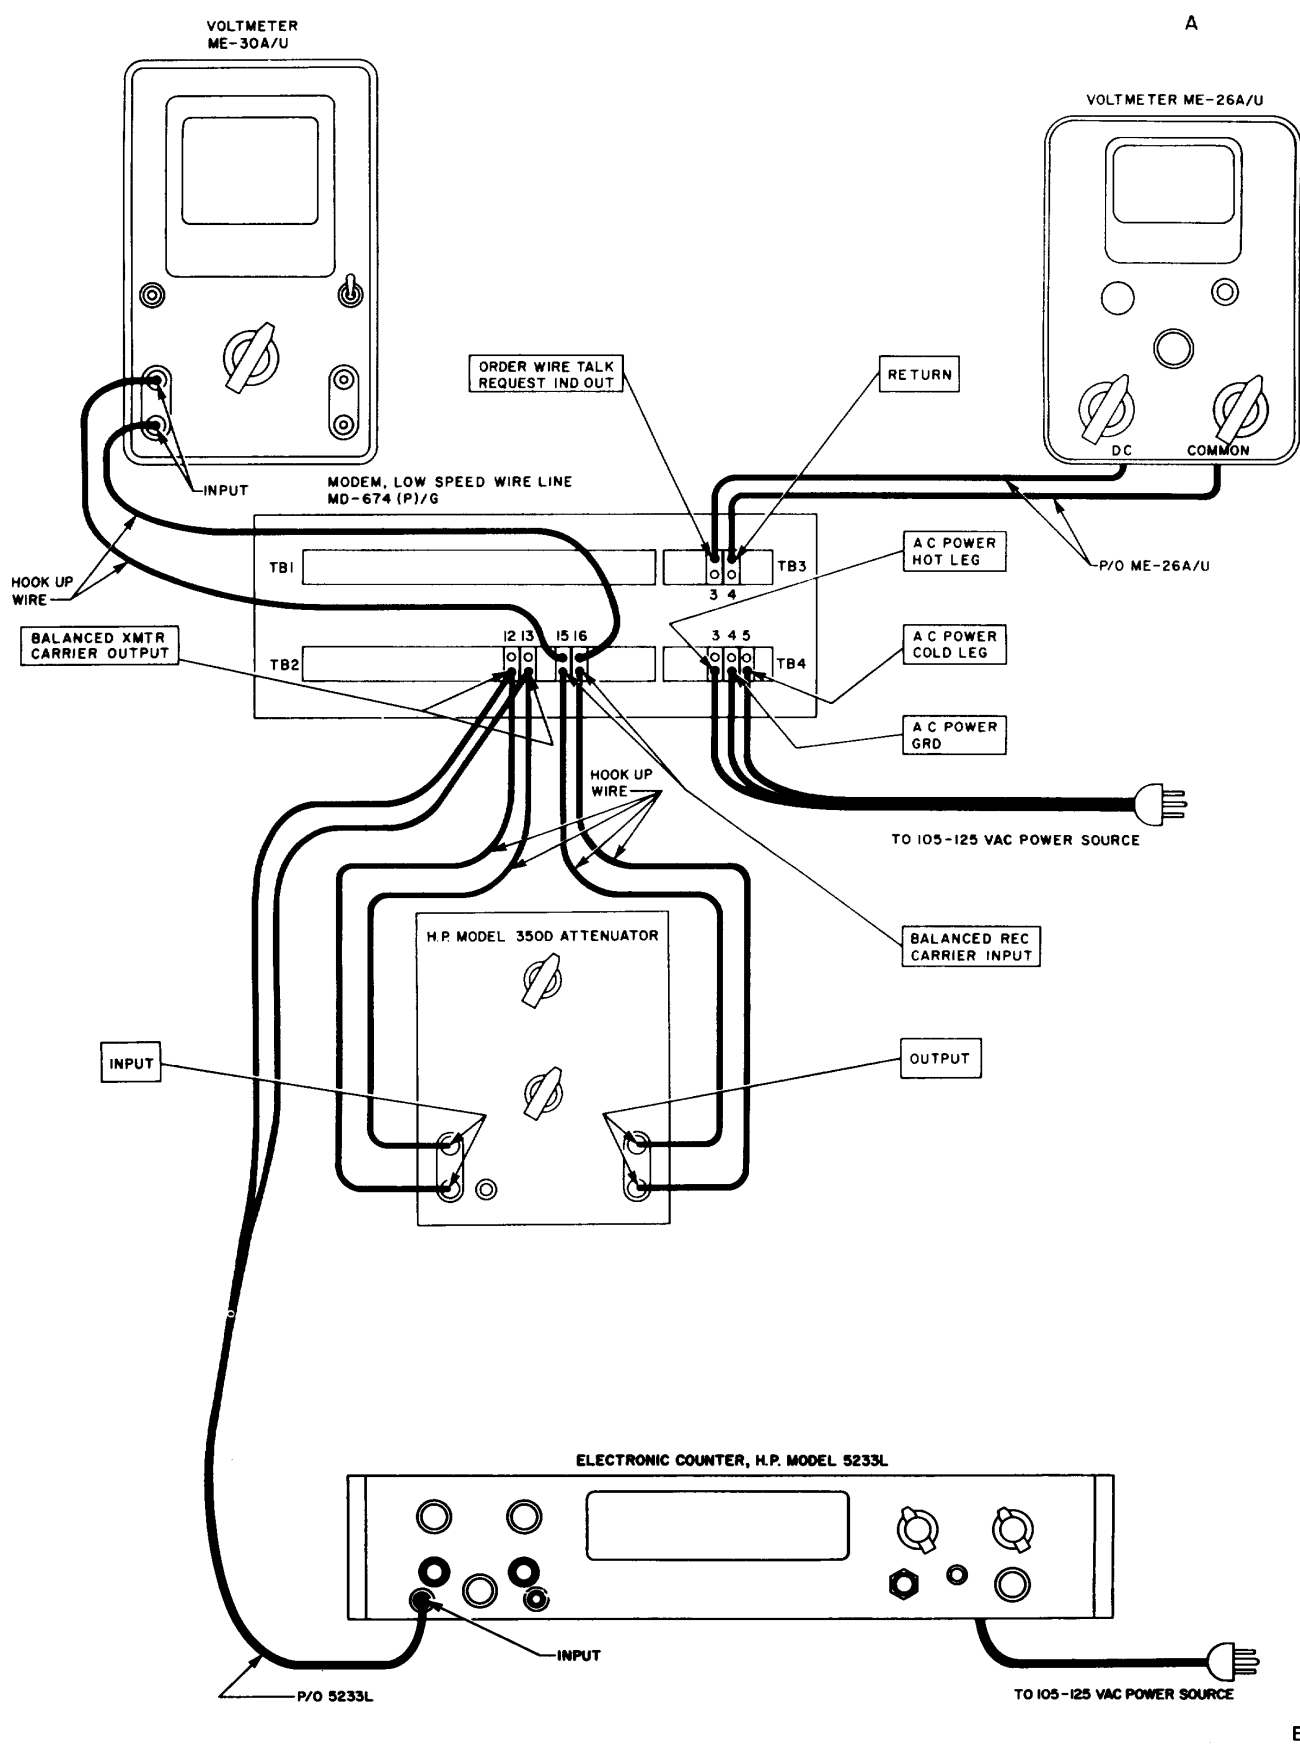 VOLTMETER
ME-30A/U
A
VOLTMETER ME-26A/U
ORDER WIRE TALK
REQUEST IND OUT
RETURN
DC
COMMON
INPUT
MODEM, LOW SPEED WIRE LINE
MD-674 (P)/G
HOOK UP
WIRE
TB1
TB3
3 4
A C POWER
HOT LEG
P/O ME-26A/U
BALANCED XMTR
CARRIER OUTPUT
TB2
12 13 15 16
3 4 5
TB4
A C POWER
COLD LEG
A C POWER
GRD
HOOK UP
WIRE
TO 105-125 VAC POWER SOURCE
H.P. MODEL 350D ATTENUATOR
BALANCED REC
CARRIER INPUT
INPUT
OUTPUT
ELECTRONIC COUNTER, H.P. MODEL 5233L
INPUT
P/O 5233L
TO 105-125 VAC POWER SOURCE